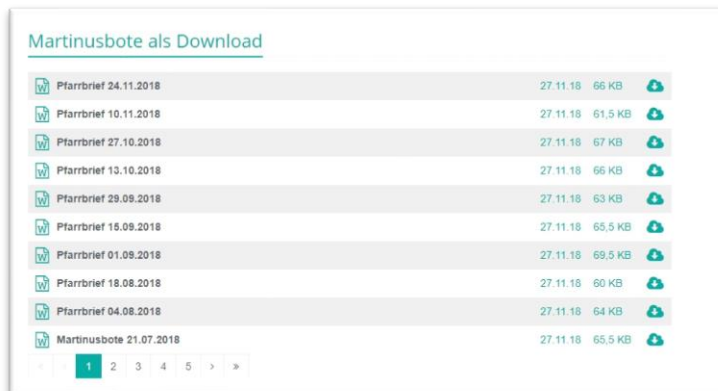 Martinusbote als Download
Pfarrbrief 24.11.2018 27.11.18 66 KB
Pfarrbrief 10.11.2018 27.11.18 61,5 KB
Pfarrbrief 27.10.2018 27.11.18 67 KB
Pfarrbrief 13.10.2018 27.11.18 66 KB
Pfarrbrief 29.09.2018 27.11.18 63 KB
Pfarrbrief 15.09.2018 27.11.18 65,5 KB
Pfarrbrief 01.09.2018 27.11.18 69,5 KB
Pfarrbrief 18.08.2018 27.11.18 60 KB
Pfarrbrief 04.08.2018 27.11.18 64 KB
Martinusbote 21.07.2018 27.11.18 65,5 KB
« ‹ 1 2 3 4 5 › »